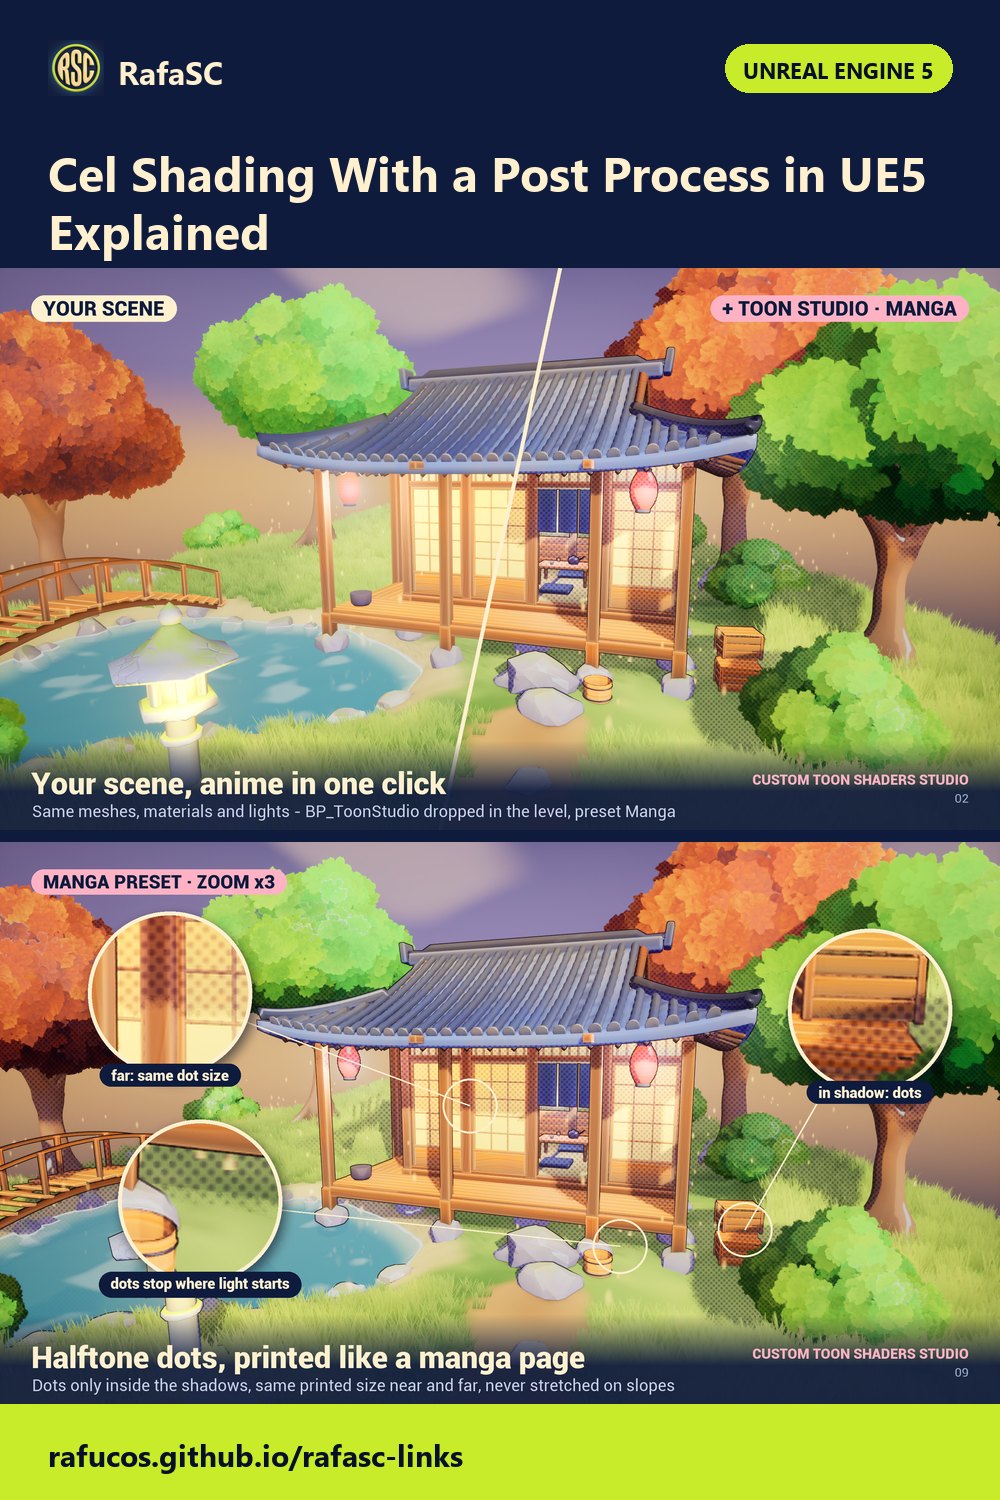 RSC
RafaSC
UNREAL ENGINE 5
Cel Shading With a Post Process in UE5
Explained
YOUR SCENE
+ TOON STUDIO · MANGA
Your scene, anime in one click
Same meshes, materials and lights - BP_ToonStudio dropped in the level, preset Manga
CUSTOM TOON SHADERS STUDIO
02
MANGA PRESET · ZOOM x3
far: same dot size
in shadow: dots
dots stop where light starts
Halftone dots, printed like a manga page
Dots only inside the shadows, same printed size near and far, never stretched on slopes
CUSTOM TOON SHADERS STUDIO
09
rafucos.github.io/rafasc-links